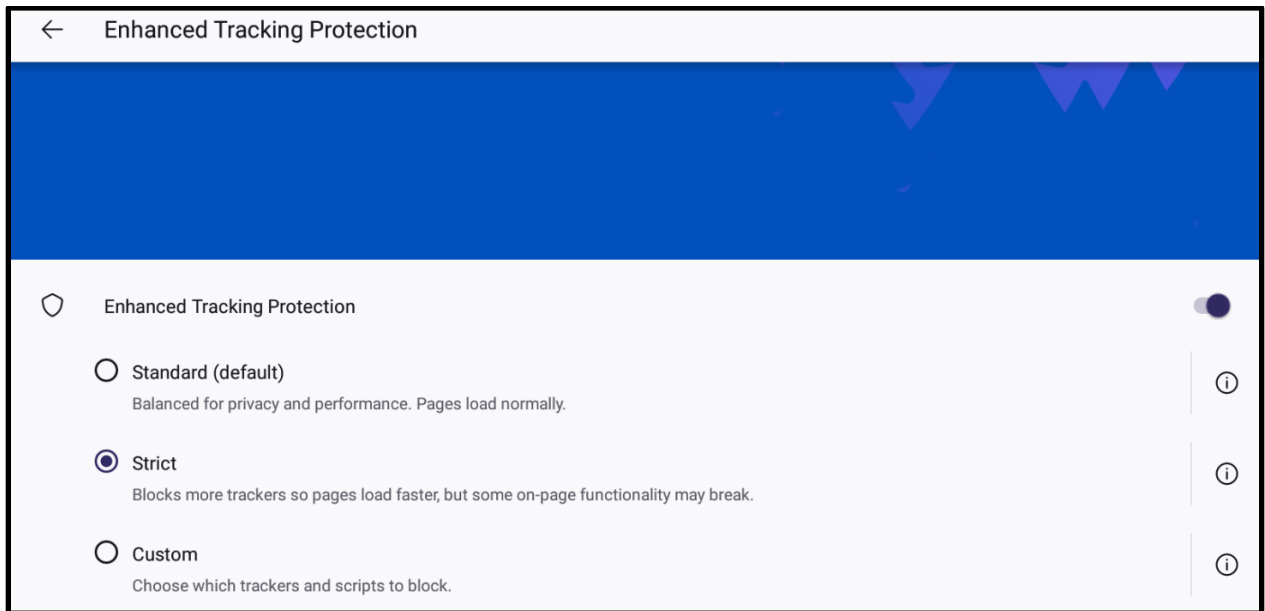 Enhanced Tracking Protection
Enhanced Tracking Protection
Standard (default)
Balanced for privacy and performance. Pages load normally.
Strict
Blocks more trackers so pages load faster, but some on-page functionality may break.
Custom
Choose which trackers and scripts to block.